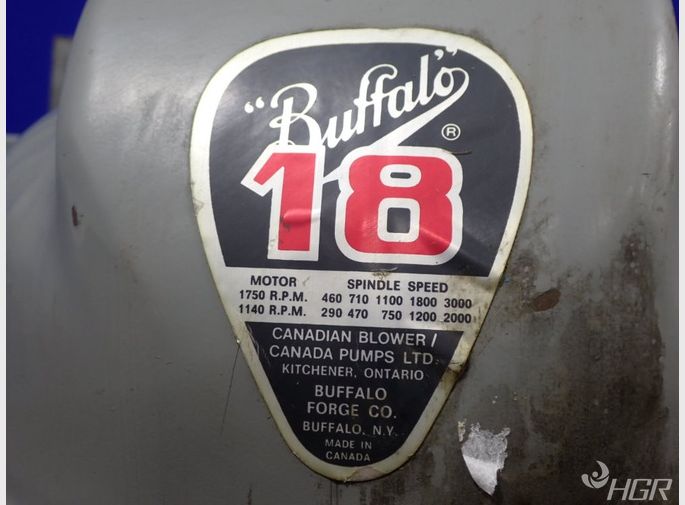 "Buffalo"
®
18
MOTOR SPINDLE SPEED
1750 R.P.M. 460 710 1100 1800 3000
1140 R.P.M. 290 470 750 1200 2000
CANADIAN BLOWER/
CANADA PUMPS LTD.
KITCHENER, ONTARIO
BUFFALO
FORGE CO.
BUFFALO, N.Y.
MADE IN
CANADA
HGR